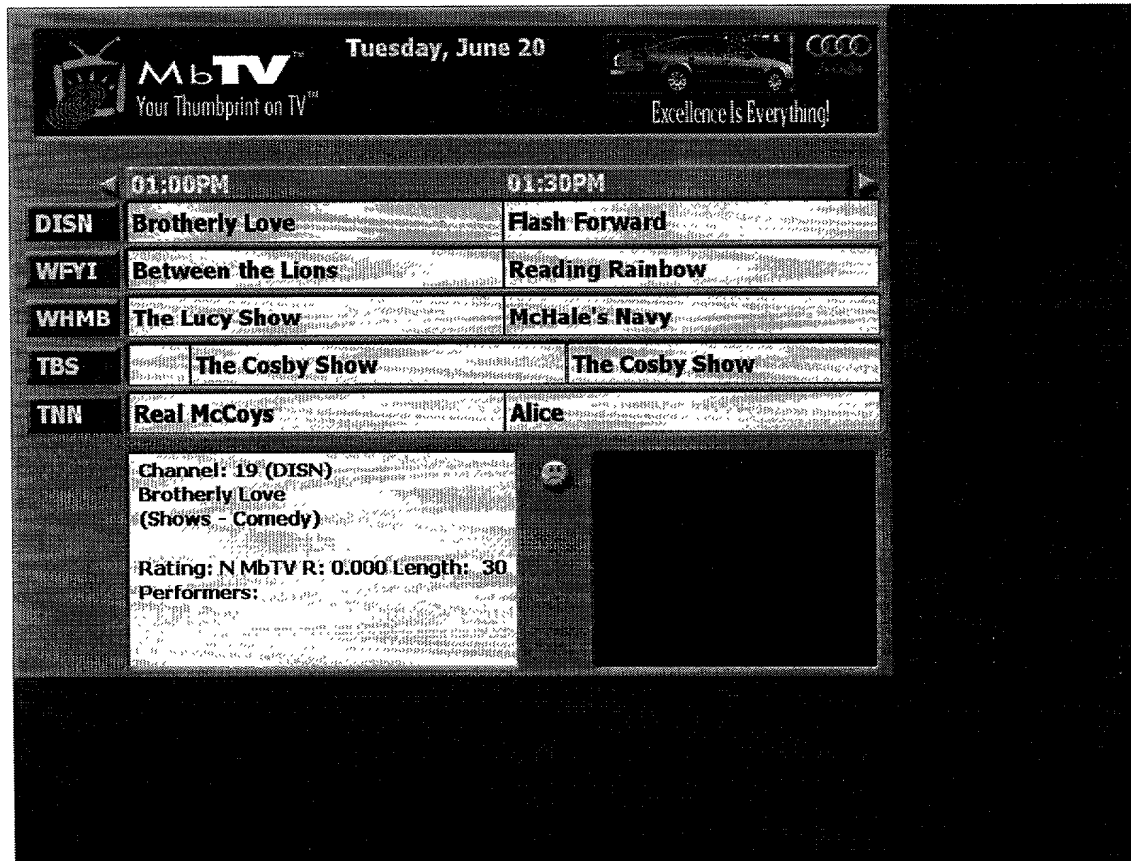 Tuesday, June 20
MbTV™
Your Thumbprint on TV™
Excellence Is Everything!
01:00PM 01:30PM
DISN Brotherly Love Flash Forward
WFYI Between the Lions Reading Rainbow
WHMB The Lucy Show McHale's Navy
TBS The Cosby Show The Cosby Show
TNN Real McCoys Alice
Channel: 19 (DISN)
Brotherly Love
(Shows - Comedy)
Rating: N MbTV R: 0.000 Length: 30
Performers: